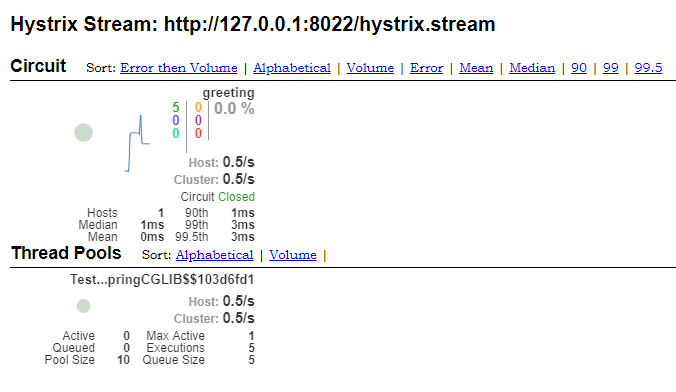 Hystrix Stream: http://127.0.0.1:8022/hystrix.stream
Circuit Sort: Error then Volume | Alphabetical | Volume | Error | Mean | Median | 90 | 99 | 99.5
greeting
5 0 0.0 %
0 0
0 0
Host: 0.5/s
Cluster: 0.5/s
Circuit Closed
Hosts 1 90th 1ms
Median 1ms 99th 3ms
Mean 0ms 99.5th 3ms
Thread Pools Sort: Alphabetical | Volume |
Test...pringCGLIB$$103d6fd1
Host: 0.5/s
Cluster: 0.5/s
Active 0 Max Active 1
Queued 0 Executions 5
Pool Size 10 Queue Size 5